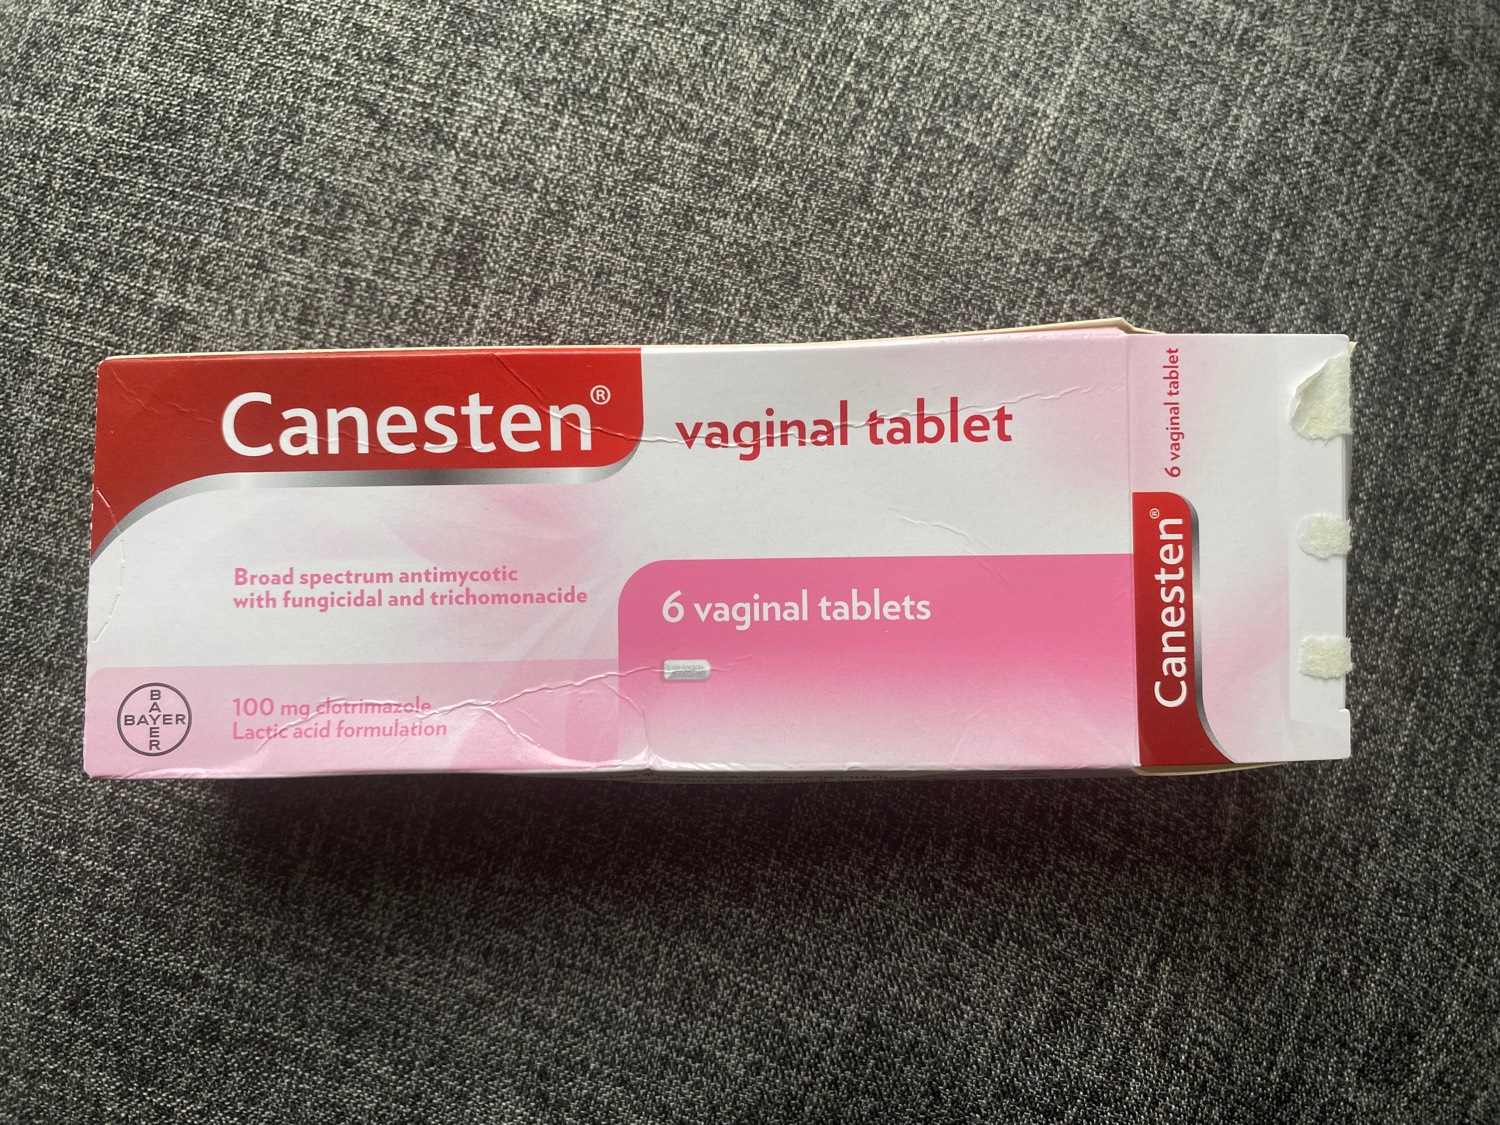 Canesten®
vaginal tablet
Broad spectrum antimycotic
with fungicidal and trichomonacide
6 vaginal tablets
100 mg clotrimazole
Lactic acid formulation
BAYER
BAYER
Canesten®
6 vaginal tablet